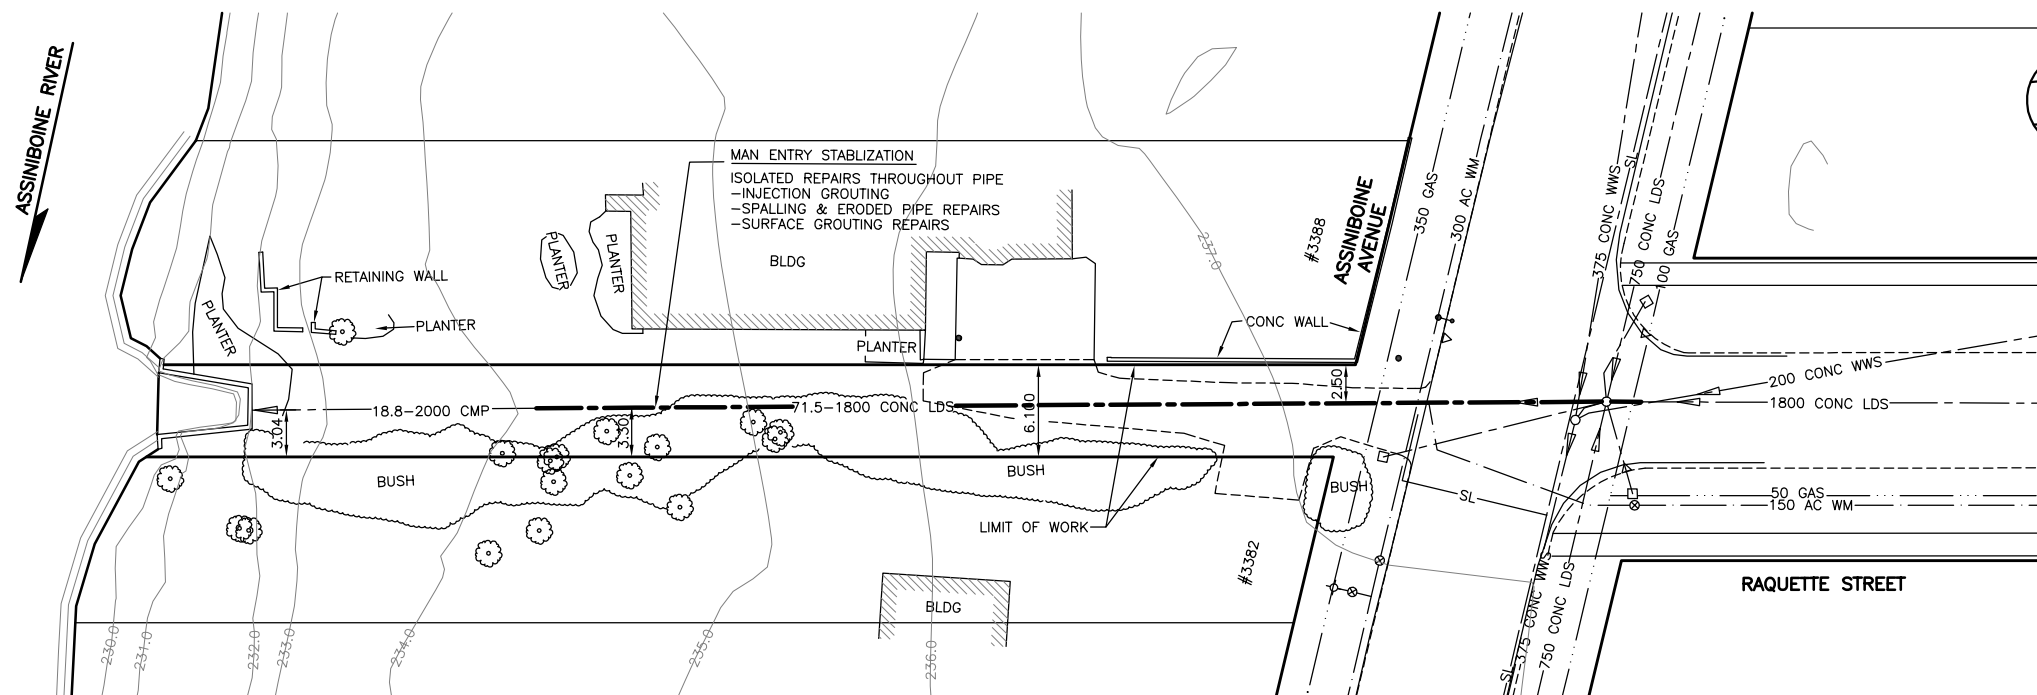 ASSINIBOINE RIVER
MAN ENTRY STABLIZATION
ISOLATED REPAIRS THROUGHOUT PIPE
-INJECTION GROUTING
-SPALLING & ERODED PIPE REPAIRS
-SURFACE GROUTING REPAIRS
BLDG
PLANTER
PLANTER
RETAINING WALL
PLANTER
PLANTER
PLANTER
237.0
#3388
ASSINIBOINE
AVENUE
CONC WALL
350 GAS
300 AC WM
375 CONC WWS
SL
750 CONC LDS
100 GAS
18.8-2000 CMP
71.5-1800 CONC LDS
3.04
3.30
6.100
2.50
200 CONC WWS
1800 CONC LDS
BUSH
BUSH
BUSH
SL
50 GAS
150 AC WM
LIMIT OF WORK
#3382
BLDG
RAQUETTE STREET
230.0
231.0
232.0
233.0
234.0
235.0
236.0
SL
375 CONC WWS
750 CONC LDS